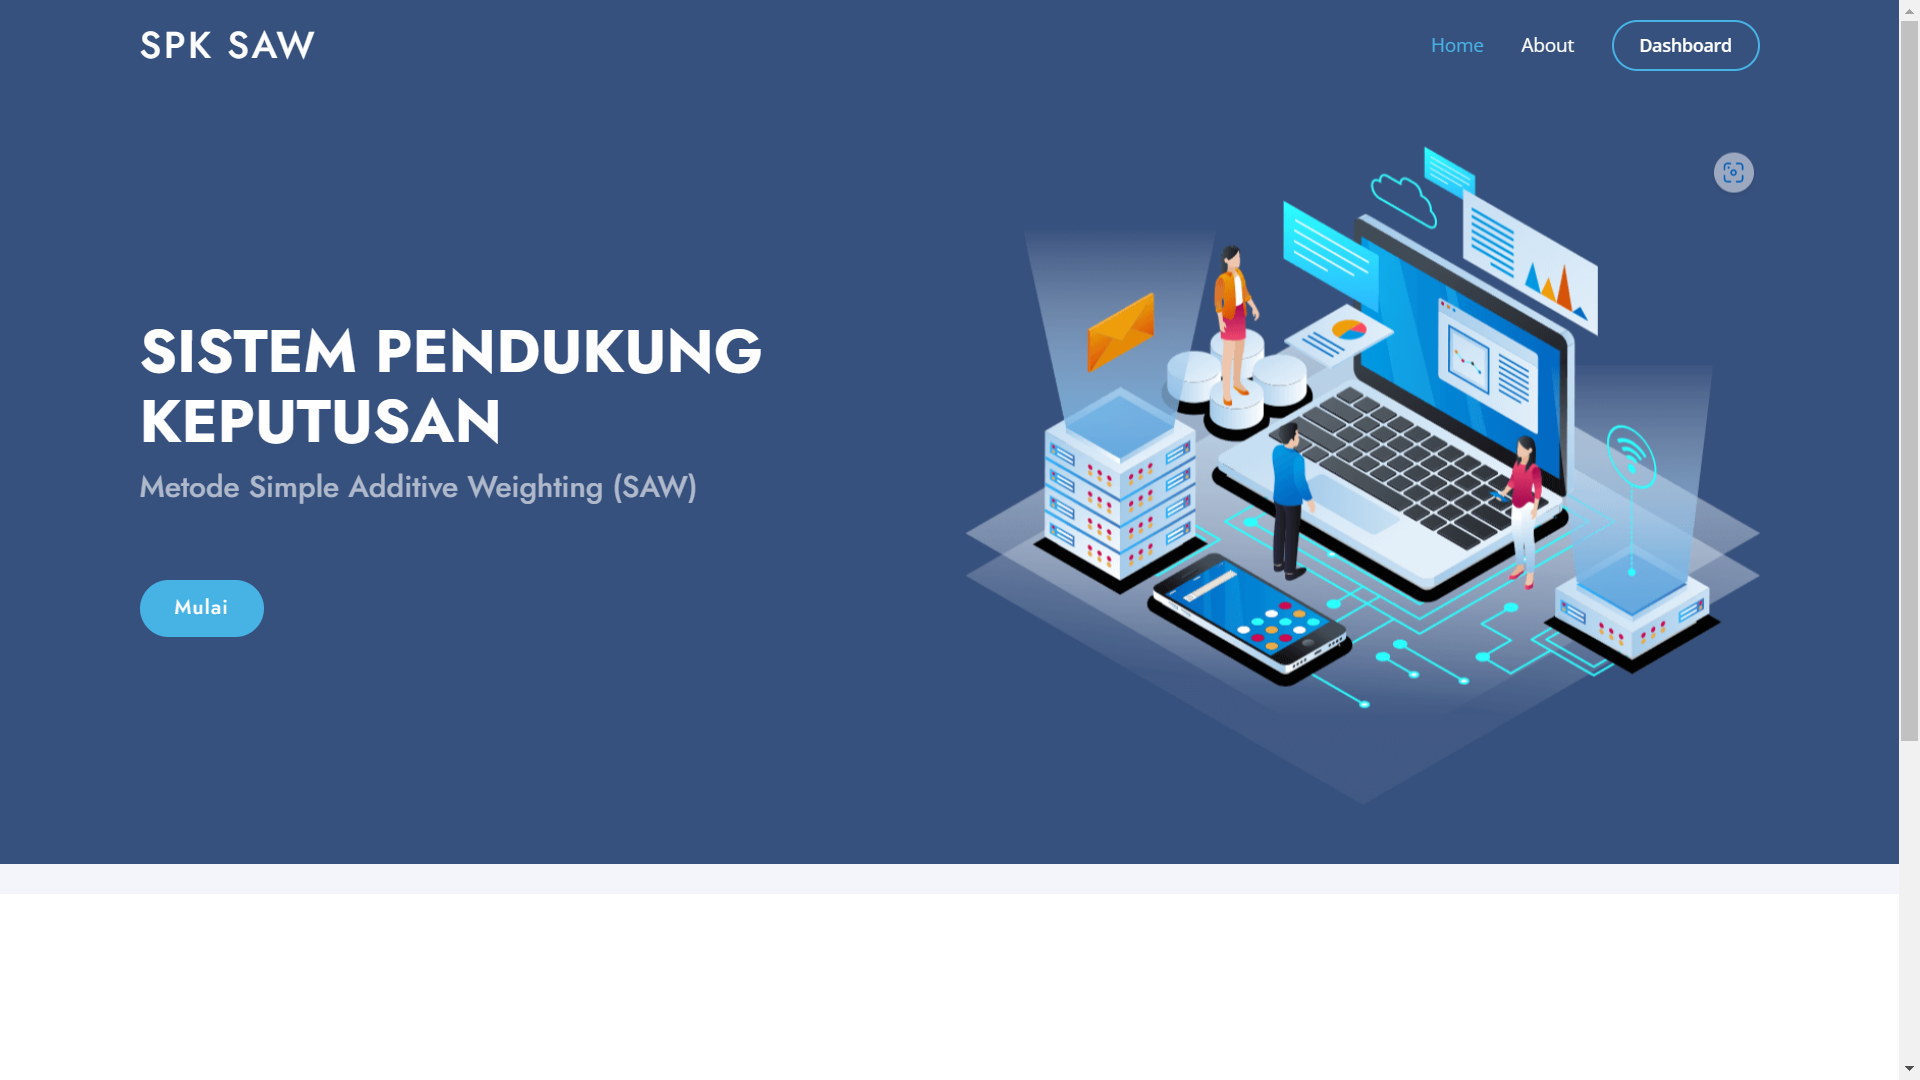 SPK SAW
Home
About
Dashboard
SISTEM PENDUKUNG
KEPUTUSAN
Metode Simple Additive Weighting (SAW)
Mulai